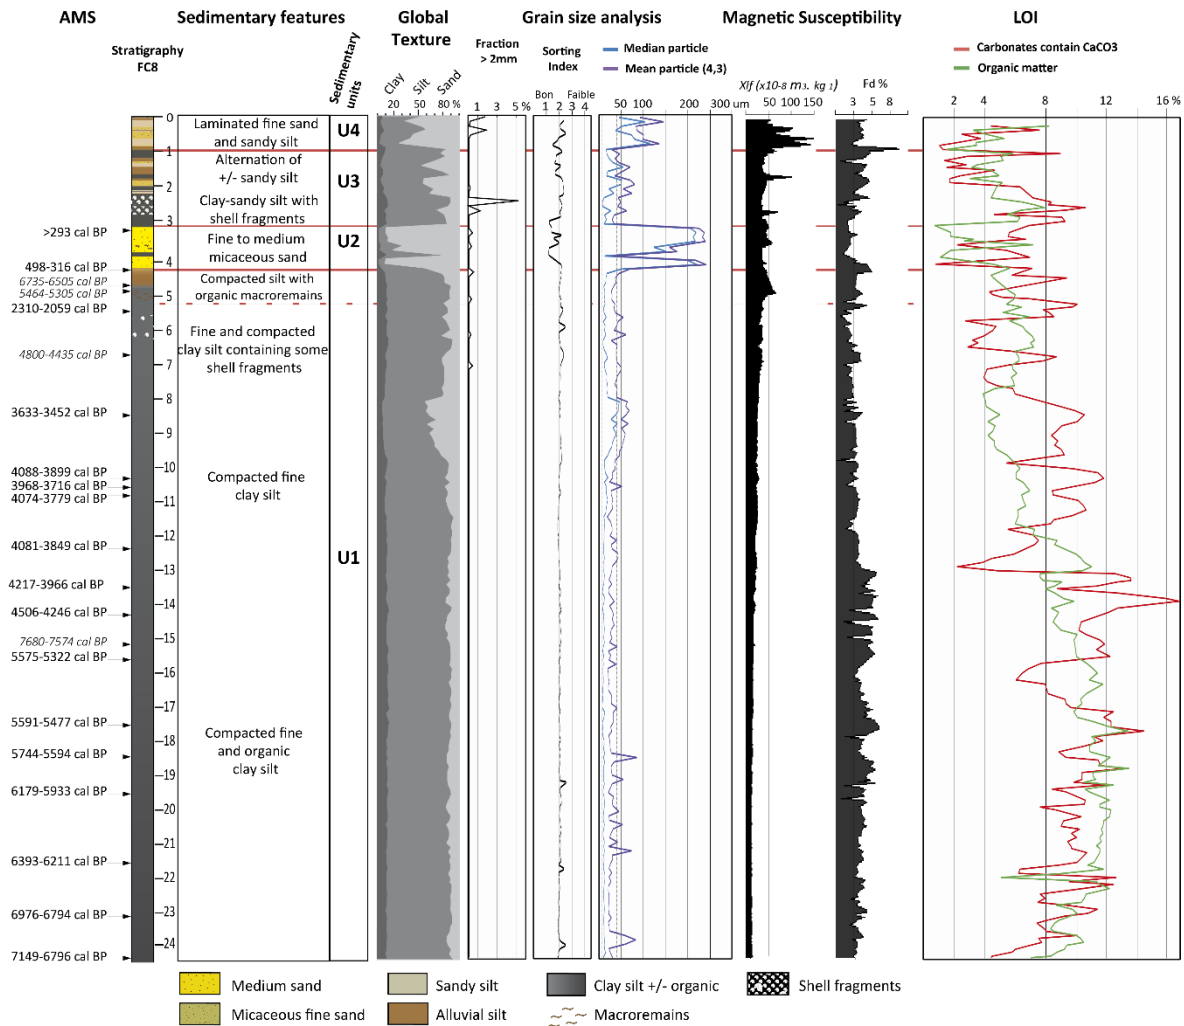 AMS
Sedimentary features
Global
Texture
Grain size analysis
Magnetic Susceptibility
LOI
Stratigraphy
FC8
Sedimentary
units
Clay
Silt
Sand
20 50 80 %
Fraction
> 2mm
1 3 5 %
Sorting
Index
Bon Faible
1 2 3 4
Median particle
Mean particle (4,3)
50 100 200 300
um
Xlf (x10-8 m3. kg 1)
50 100 150
Fd %
3 5 8
Carbonates contain CaCO3
Organic matter
2 4 8 12 16 %
0
1
2
3
4
5
6
7
8
9
10
11
12
13
14
15
16
17
18
19
20
21
22
23
24
>293 cal BP
498-316 cal BP
6735-6505 cal BP
5464-5305 cal BP
2310-2059 cal BP
4800-4435 cal BP
3633-3452 cal BP
4088-3899 cal BP
3968-3716 cal BP
4074-3779 cal BP
4081-3849 cal BP
4217-3966 cal BP
4506-4246 cal BP
7680-7574 cal BP
5575-5322 cal BP
5591-5477 cal BP
5744-5594 cal BP
6179-5933 cal BP
6393-6211 cal BP
6976-6794 cal BP
7149-6796 cal BP
Laminated fine sand
and sandy silt
U4
Alternation of
+/- sandy silt
U3
Clay-sandy silt with
shell fragments
Fine to medium
micaceous sand
U2
Compacted silt with
organic macroremains
Fine and compacted
clay silt containing some
shell fragments
Compacted fine
clay silt
U1
Compacted fine
and organic
clay silt
Medium sand
Sandy silt
Clay silt +/- organic
Shell fragments
Micaceous fine sand
Alluvial silt
Macroremains